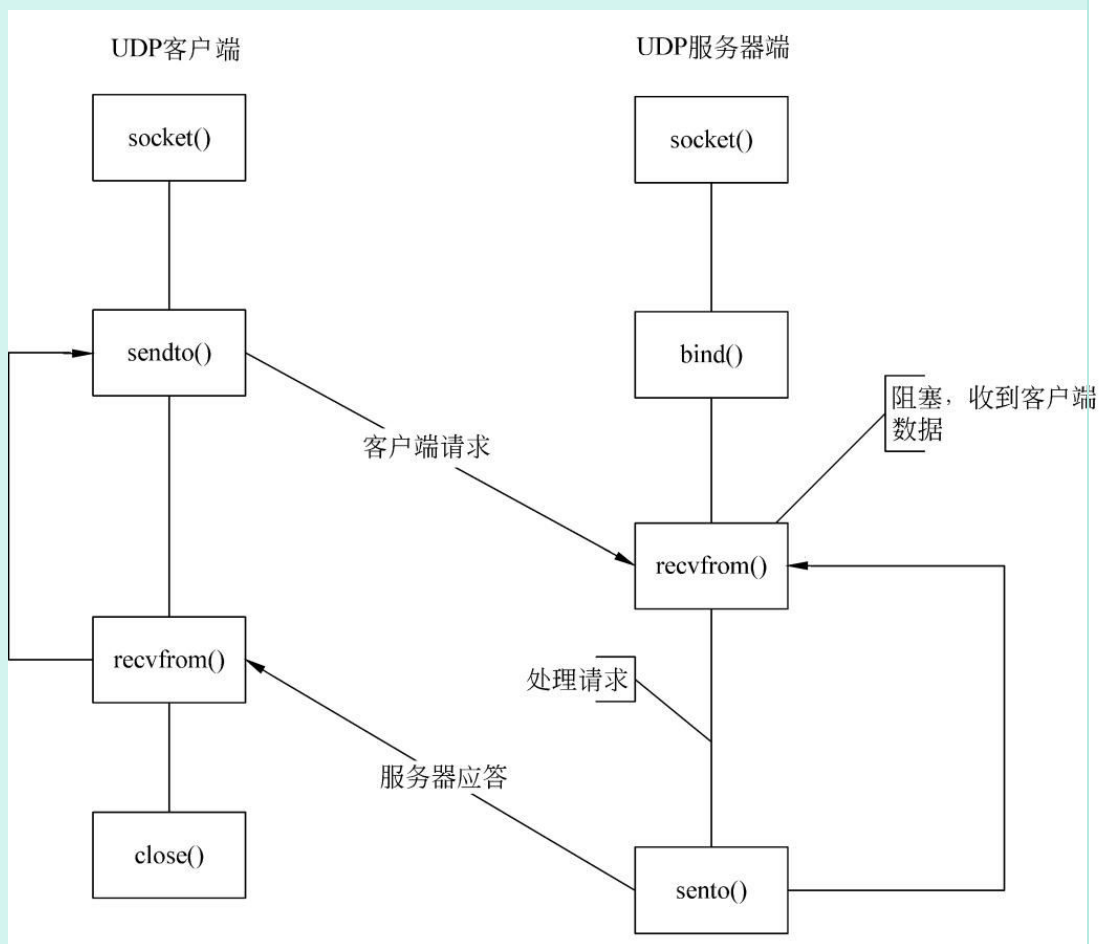 UDP客户端
socket()
sendto()
recvfrom()
close()
客户端请求
服务器应答
UDP服务器端
socket()
bind()
阻塞，收到客户端
数据
recvfrom()
处理请求
sento()